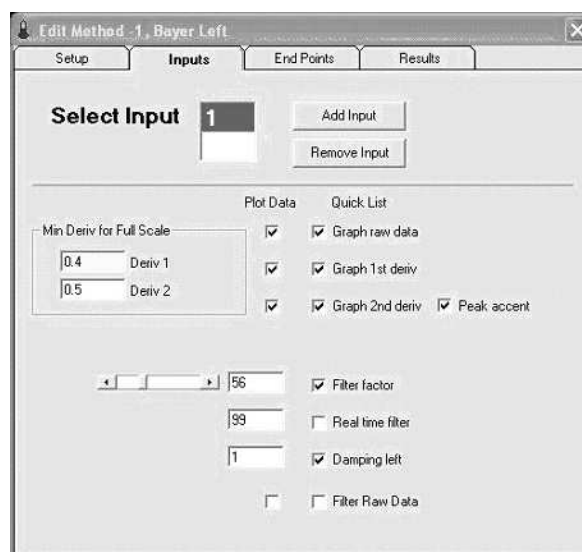 Edit Method -1, Bayer Left
Setup Inputs End Points Results
Select Input 1 Add Input
Remove Input
Plot Data Quick List
Min Deriv for Full Scale Graph raw data
0.4 Deriv 1 Graph 1st deriv
0.5 Deriv 2 Graph 2nd deriv Peak accent
56 Filter factor
99 Real time filter
1 Damping left
Filter Raw Data